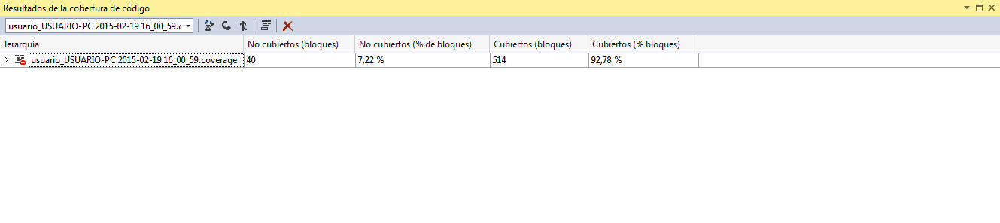 Resultados de la cobertura de código
usuario_USUARIO-PC 2015-02-19 16_00_59.c
Jerarquía No cubiertos (bloques) No cubiertos (% de bloques) Cubiertos (bloques) Cubiertos (% bloques)
usuario_USUARIO-PC 2015-02-19 16_00_59.coverage 40 7,22 % 514 92,78 %